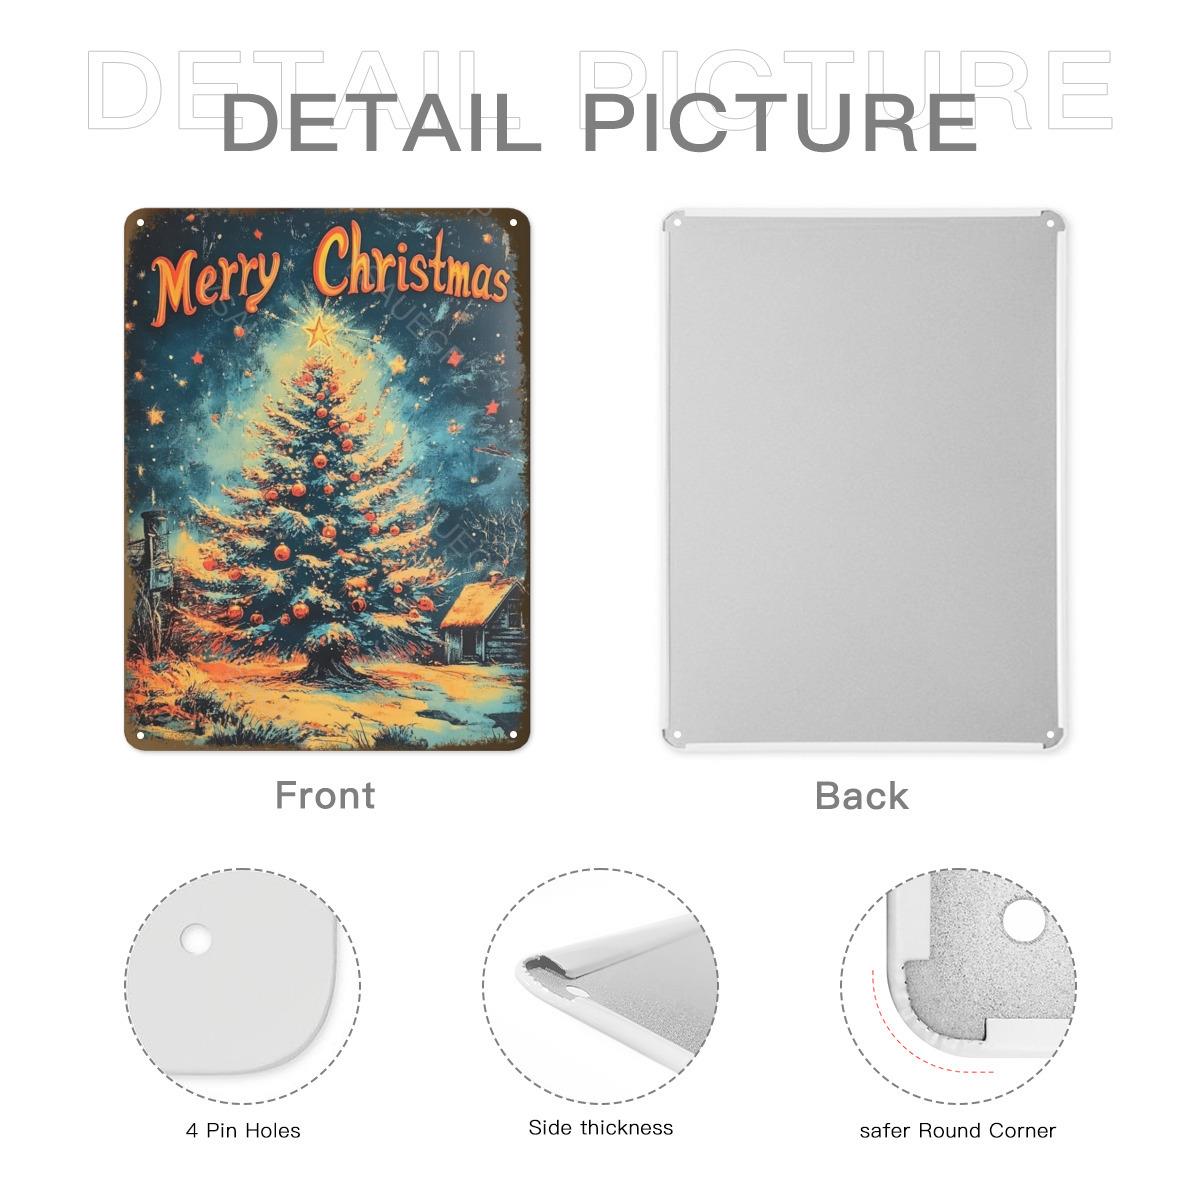 DETAIL PICTURE
DETAIL PICTURE
Merry Christmas
Front
Back
4 Pin Holes
Side thickness
safer Round Corner